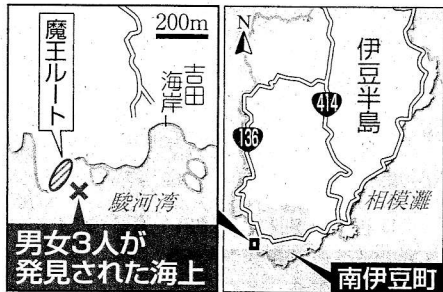 200m
魔王ルート
吉田
海岸
駿河湾
男女3人が
発見された海上
N
伊豆半島
414
136
相模灘
南伊豆町